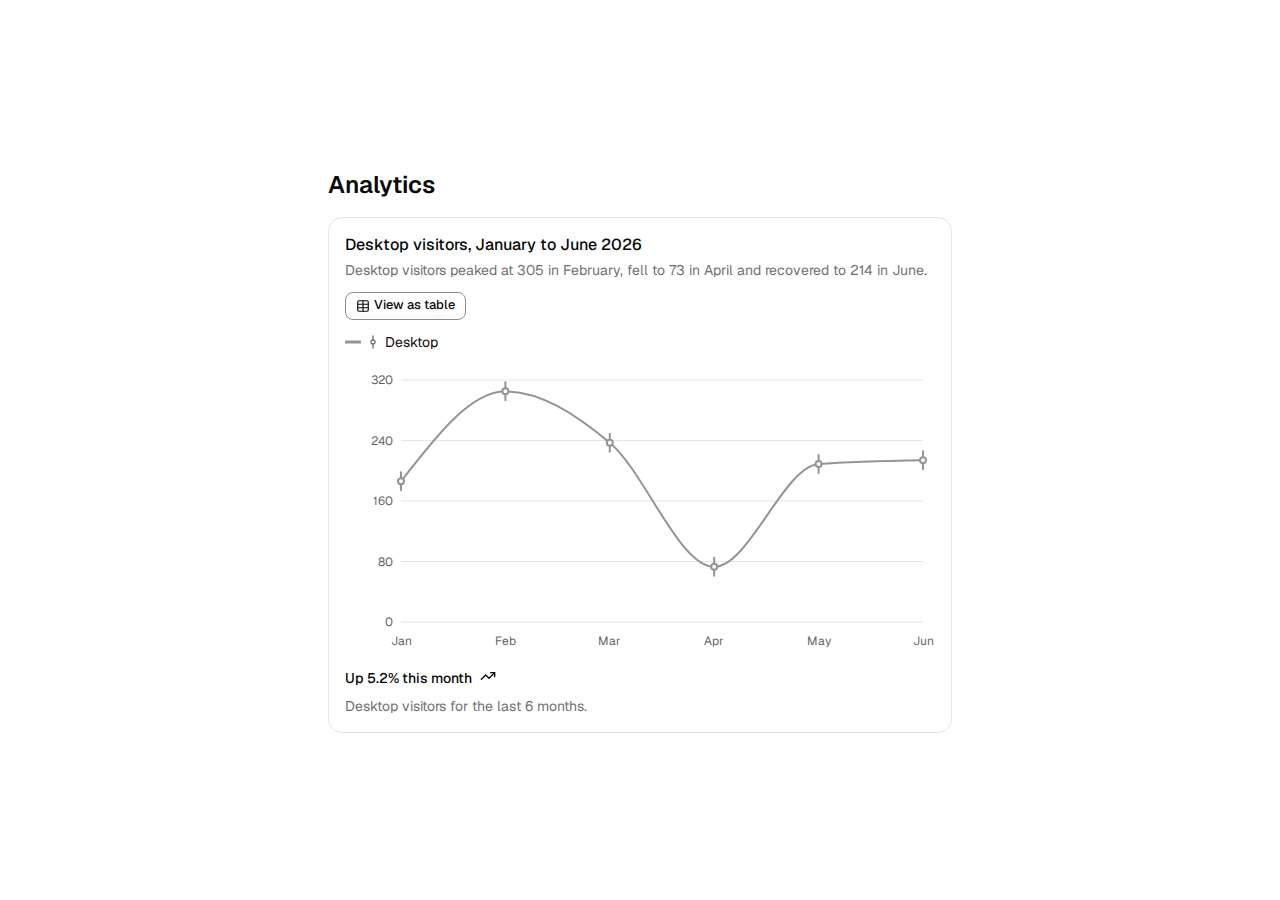 Analytics
Desktop visitors, January to June 2026
Desktop visitors peaked at 305 in February, fell to 73 in April and recovered to 214 in June.
View as table
Desktop
320
240
160
80
0
Jan Feb Mar Apr May Jun
Up 5.2% this month
Desktop visitors for the last 6 months.